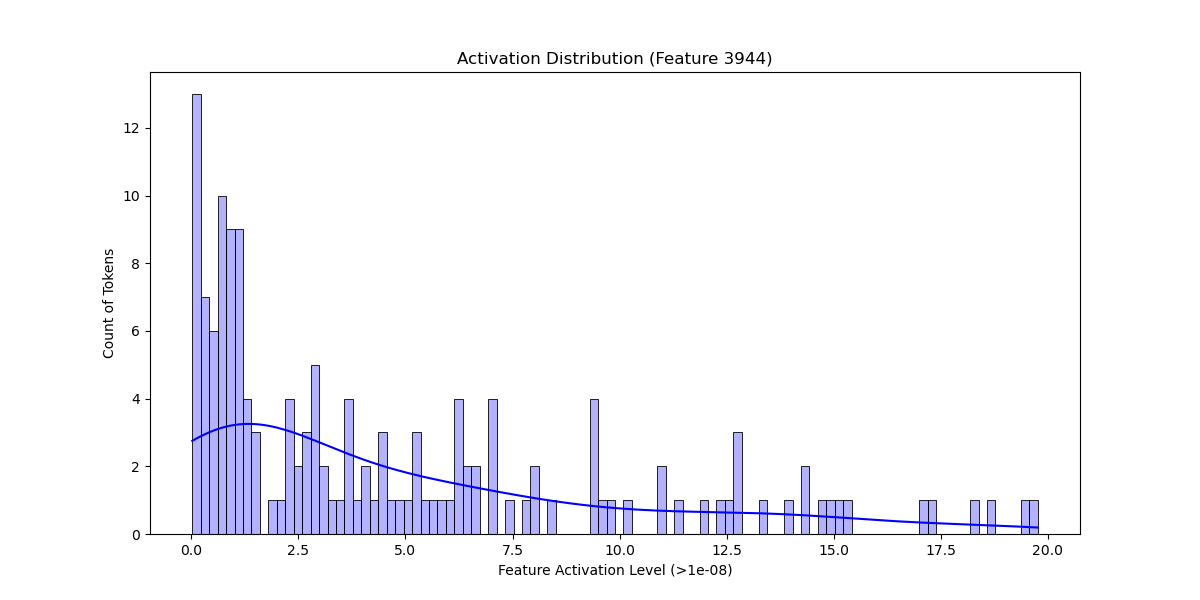 Activation Distribution (Feature 3944)
Count of Tokens
12
10
8
6
4
2
0
0.0 2.5 5.0 7.5 10.0 12.5 15.0 17.5 20.0
Feature Activation Level (>1e-08)